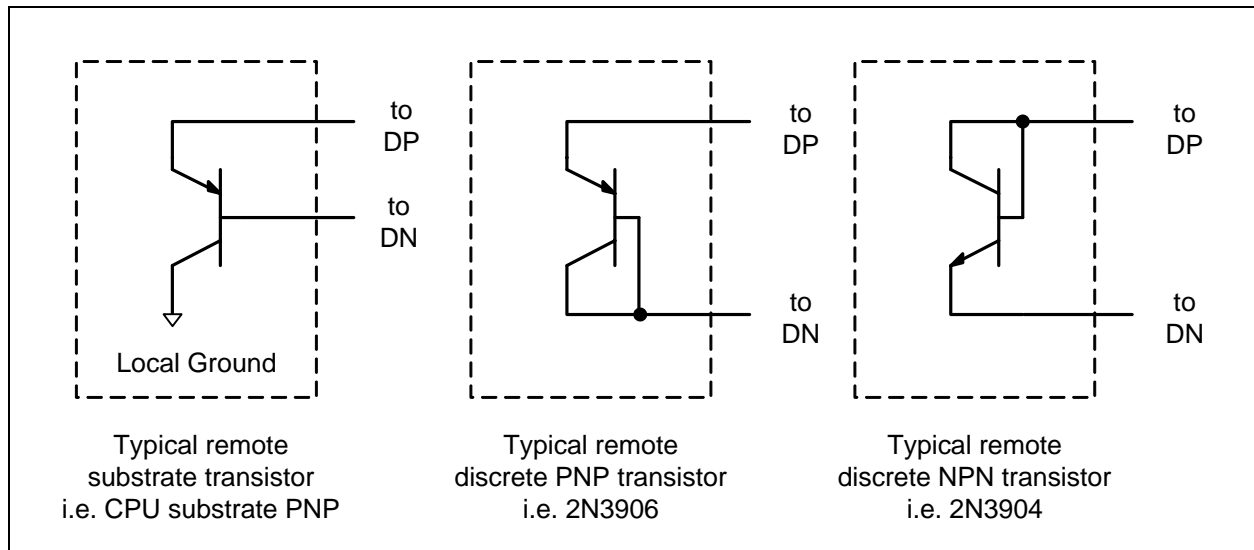 to
DP
to
DN
Local Ground
Typical remote
substrate transistor
i.e. CPU substrate PNP
to
DP
to
DN
Typical remote
discrete PNP transistor
i.e. 2N3906
to
DP
to
DN
Typical remote
discrete NPN transistor
i.e. 2N3904